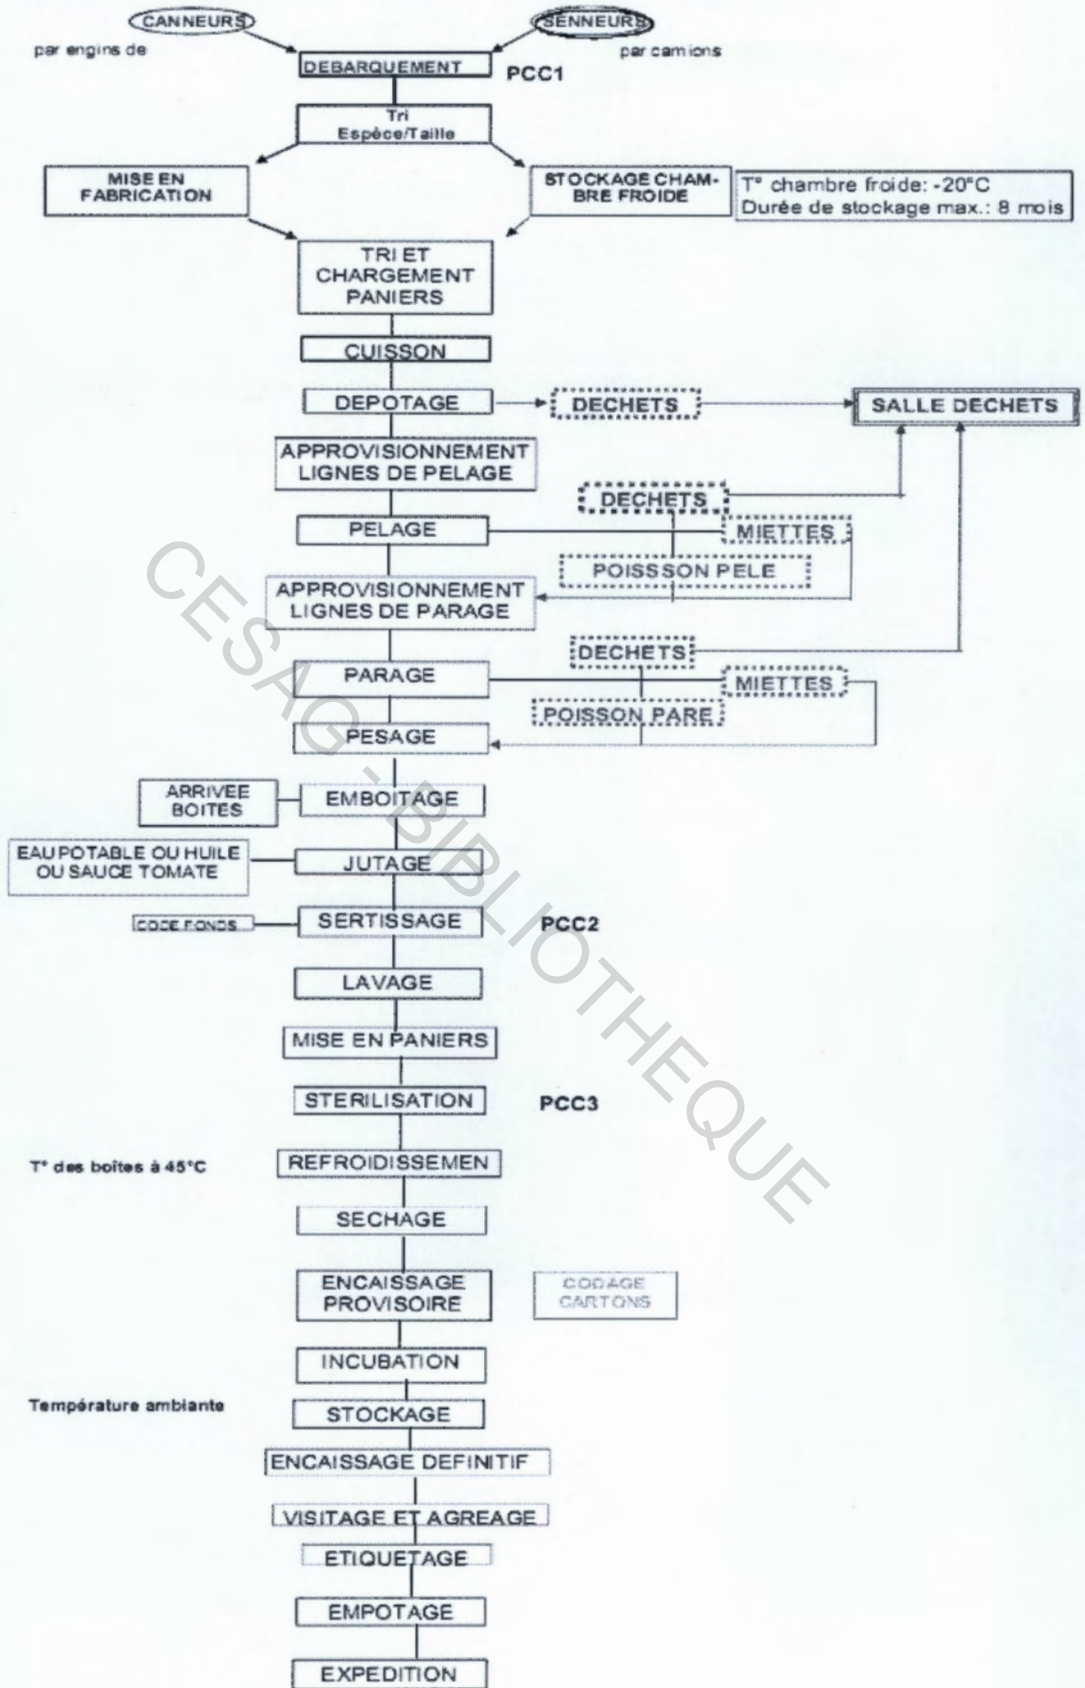 CANNEURS
SENNEURS
par engins de
par camions
DEBARQUEMENT
PCC1
Tri
Espèce/Taille
MISE EN
FABRICATION
STOCKAGE CHAM-
BRE FROIDE
T° chambre froide: -20°C
Durée de stockage max.: 8 mois
TRI ET
CHARGEMENT
PANIERS
CUISSON
DEPOTAGE
DECHETS
SALLE DECHETS
APPROVISIONNEMENT
LIGNES DE PELAGE
DECHETS
PELAGE
MIETTES
POISSSON PELE
APPROVISIONNEMENT
LIGNES DE PARAGE
DECHETS
PARAGE
MIETTES
POISSON PARE
PESAGE
ARRIVEE
BOITES
EMBOITAGE
EAU POTABLE OU HUILE
OU SAUCE TOMATE
JUTAGE
CODE FONDS
SERTISSAGE
PCC2
LAVAGE
MISE EN PANIERS
STERILISATION
PCC3
T° des boîtes à 45°C
REFROIDISSEMEN
SECHAGE
ENCAISSAGE
PROVISOIRE
CODAGE
CARTONS
INCUBATION
Température ambiante
STOCKAGE
ENCAISSAGE DEFINITIF
VISITAGE ET AGREAGE
ETIQUETAGE
EMPOTAGE
EXPEDITION
CESAG - BIBLIOTHEQUE